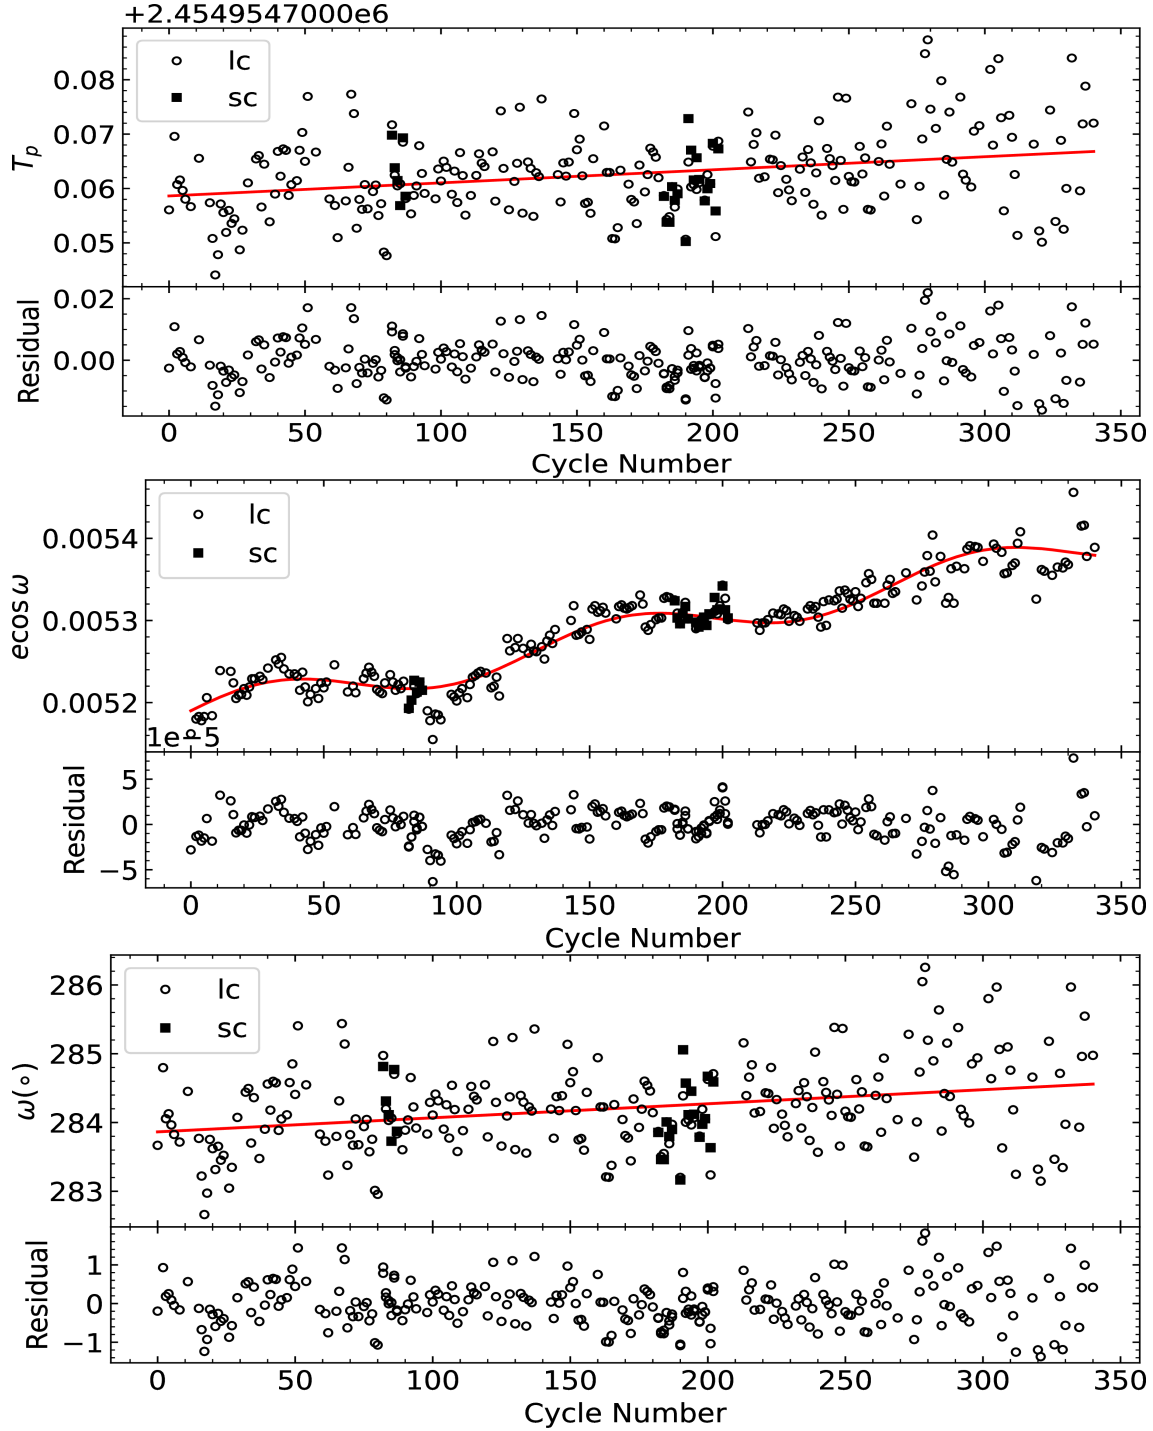 +2.4549547000e6
lc
sc
0.08
0.07
0.06
0.05
T_p
0.02
0.00
Residual
0 50 100 150 200 250 300 350
Cycle Number
lc
sc
0.0054
0.0053
0.0052
ecosω
1e−5
5
0
−5
Residual
0 50 100 150 200 250 300 350
Cycle Number
lc
sc
286
285
284
283
ω(∘)
1
0
−1
Residual
0 50 100 150 200 250 300 350
Cycle Number